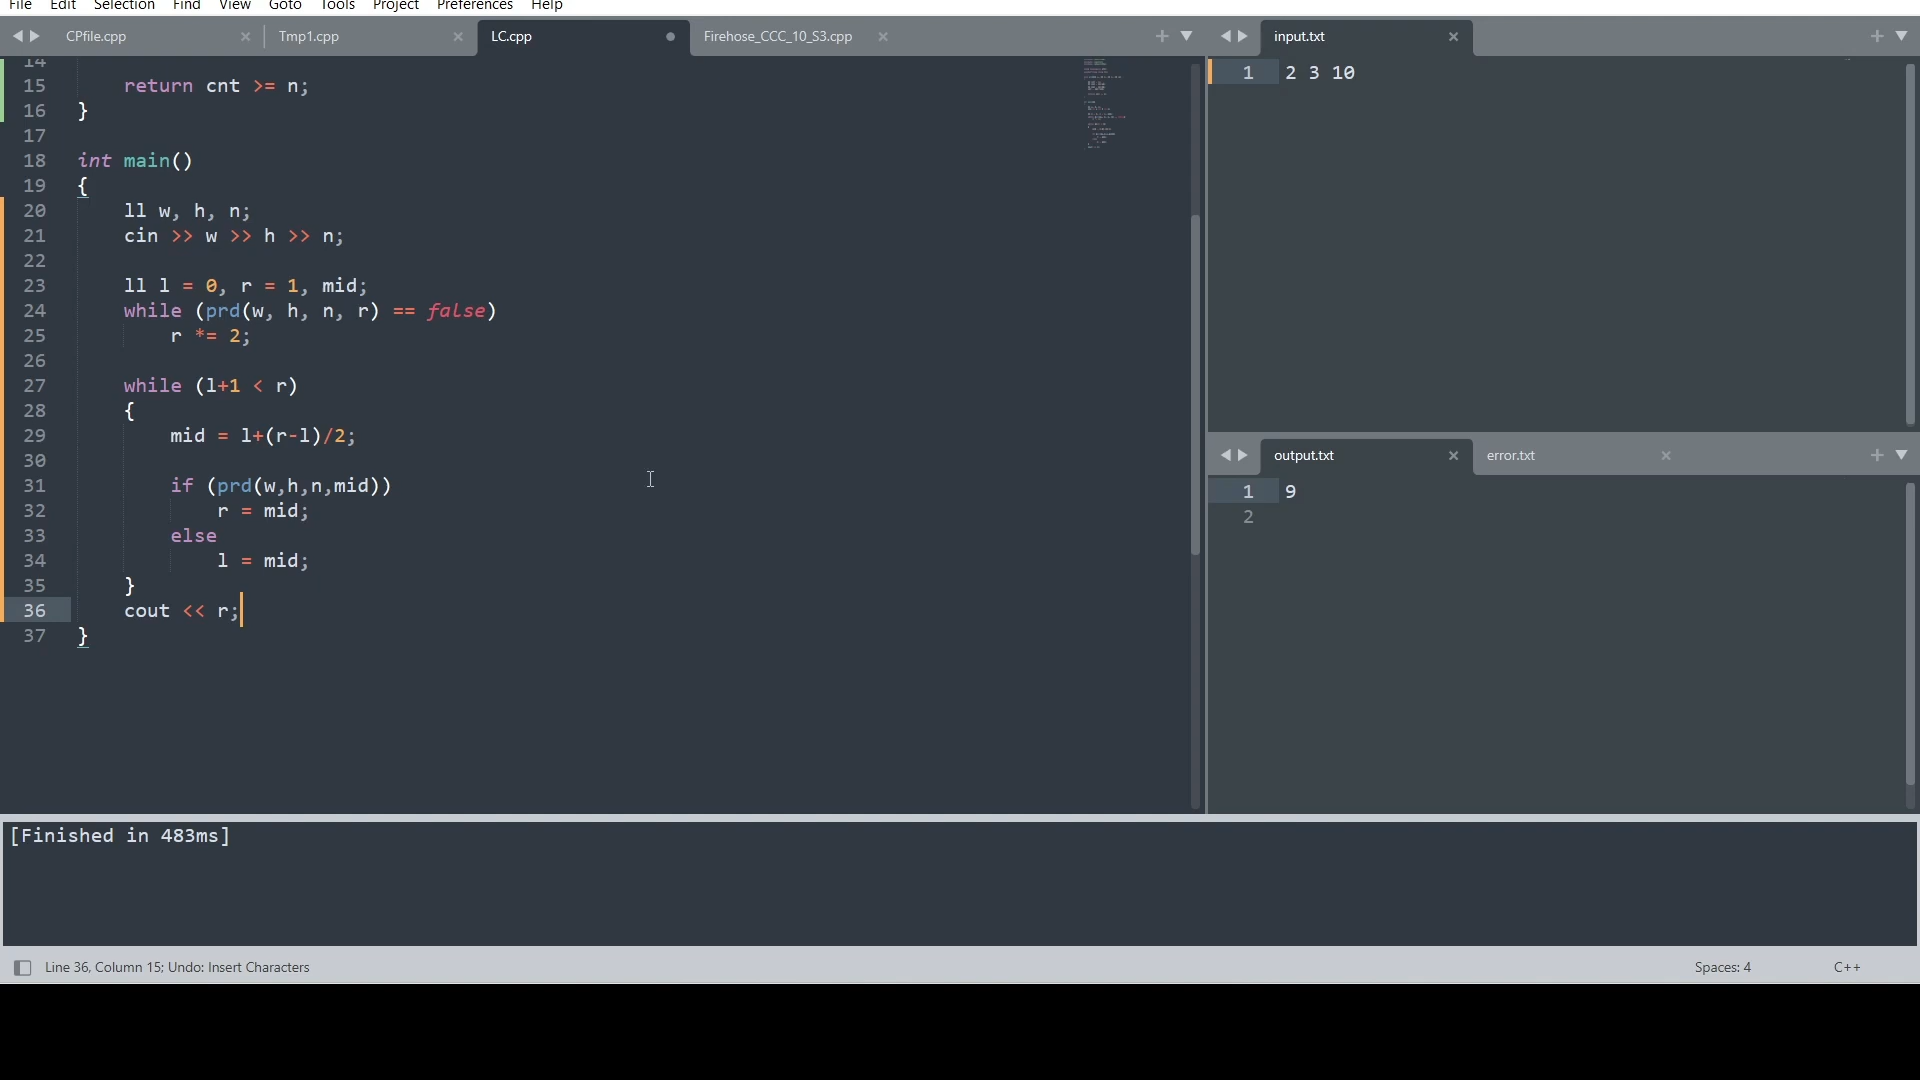 File Edit Selection Find View Goto Tools Project Preferences Help
CPfile.cpp × Tmp1.cpp × LC.cpp Firehose_CCC_10_S3.cpp ×
14
15 return cnt >= n;
16 }
17
18 int main()
19 {
20 ll w, h, n;
21 cin >> w >> h >> n;
22
23 ll l = 0, r = 1, mid;
24 while (prd(w, h, n, r) == false)
25 r *= 2;
26
27 while (l+1 < r)
28 {
29 mid = l+(r-l)/2;
30
31 if (prd(w,h,n,mid))
32 r = mid;
33 else
34 l = mid;
35 }
36 cout << r;
37 }
input.txt ×
1 2 3 10
output.txt × error.txt ×
1 9
2
[Finished in 483ms]
Line 36, Column 15; Undo: Insert Characters Spaces: 4 C++